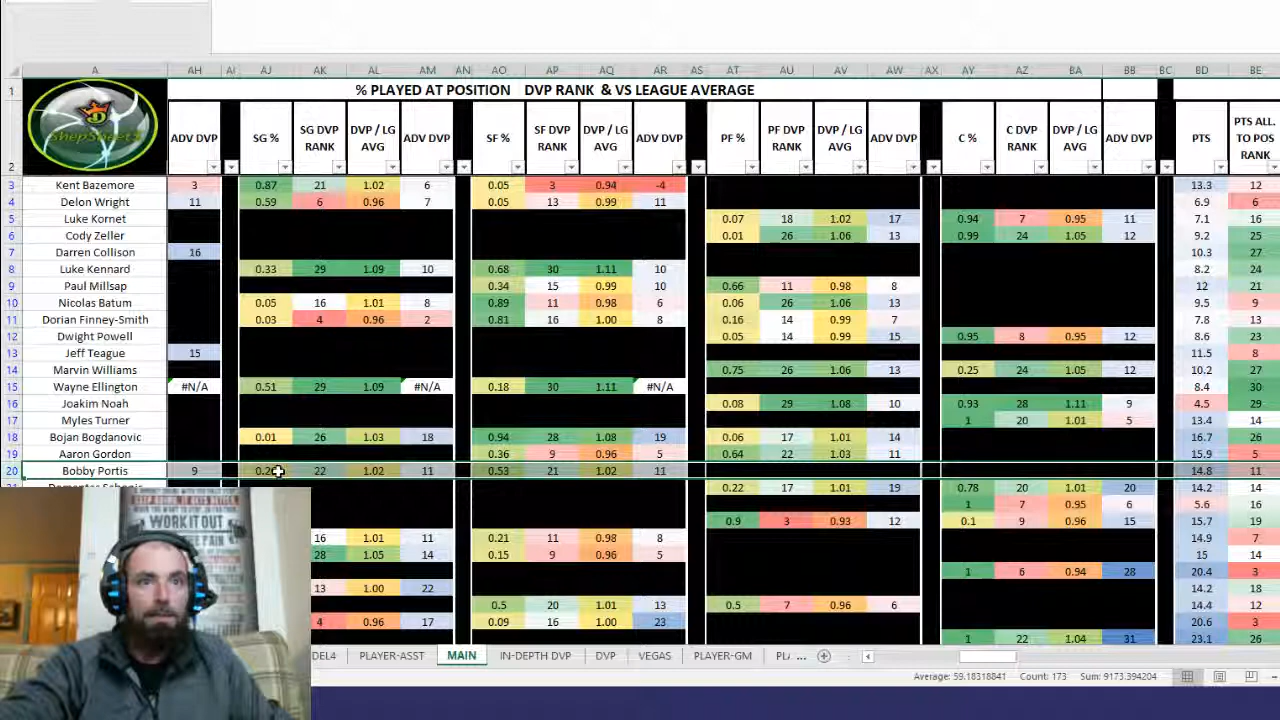 A AH AI AJ AK AL AM AN AO AP AQ AR AS AT AU AV AW AX AY AZ BA BB BC BD BE
1 % PLAYED AT POSITION DVP RANK & VS LEAGUE AVERAGE
2 ShepSheetz ADV DVP SG % SG DVP RANK DVP / LG AVG ADV DVP SF % SF DVP RANK DVP / LG AVG ADV DVP PF % PF DVP RANK DVP / LG AVG ADV DVP C % C DVP RANK DVP / LG AVG ADV DVP PTS PTS ALL. TO POS RANK
3 Kent Bazemore 3 0.87 21 1.02 6 0.05 3 0.94 -4 13.3 12
4 Delon Wright 11 0.59 6 0.96 7 0.05 13 0.99 11 6.9 6
5 Luke Kornet 0.07 18 1.02 17 0.94 7 0.95 11 7.1 16
6 Cody Zeller 0.01 26 1.06 13 0.99 24 1.05 12 9.2 25
7 Darren Collison 16 10.3 27
8 Luke Kennard 0.33 29 1.09 10 0.68 30 1.11 10 8.2 24
9 Paul Millsap 0.34 15 0.99 10 0.66 11 0.98 8 12 21
10 Nicolas Batum 0.05 16 1.01 8 0.89 11 0.98 6 0.06 26 1.06 13 9.5 9
11 Dorian Finney-Smith 0.03 4 0.96 2 0.81 16 1.00 8 0.16 14 0.99 7 7.8 13
12 Dwight Powell 0.05 14 0.99 15 0.95 8 0.95 12 8.6 23
13 Jeff Teague 15 11.5 8
14 Marvin Williams 0.75 26 1.06 12 0.25 24 1.05 12 10.2 27
15 Wayne Ellington #N/A 0.51 29 1.09 #N/A 0.18 30 1.11 #N/A 8.4 30
16 Joakim Noah 0.08 29 1.08 10 0.93 28 1.11 9 4.5 29
17 Myles Turner 1 20 1.01 5 13.4 14
18 Bojan Bogdanovic 0.01 26 1.03 18 0.94 28 1.08 19 0.06 17 1.01 14 16.7 26
19 Aaron Gordon 0.36 9 0.96 5 0.64 22 1.03 11 15.9 5
20 Bobby Portis 9 22 1.02 11 0.53 21 1.02 11 14.8 11
0.22 17 1.01 19 0.78 20 1.01 20 14.2 14
1 7 0.95 6 5.6 16
0.9 3 0.93 12 0.1 9 0.96 15 15.7 19
16 1.01 11 0.21 11 0.98 8 14.9 7
28 1.05 14 0.15 9 0.96 5 15 14
1 6 0.94 28 20.4 3
13 1.00 22 14.2 18
0.5 20 1.01 13 0.5 7 0.96 6 14.4 12
4 0.96 17 0.09 16 1.00 23 20.6 3
1 22 1.04 31 23.1 26
WORK IT OUT
DEL4 PLAYER-ASST MAIN IN-DEPTH DVP DVP VEGAS PLAYER-GM PL ...
Average: 59.18318841 Count: 173 Sum: 9173.394204